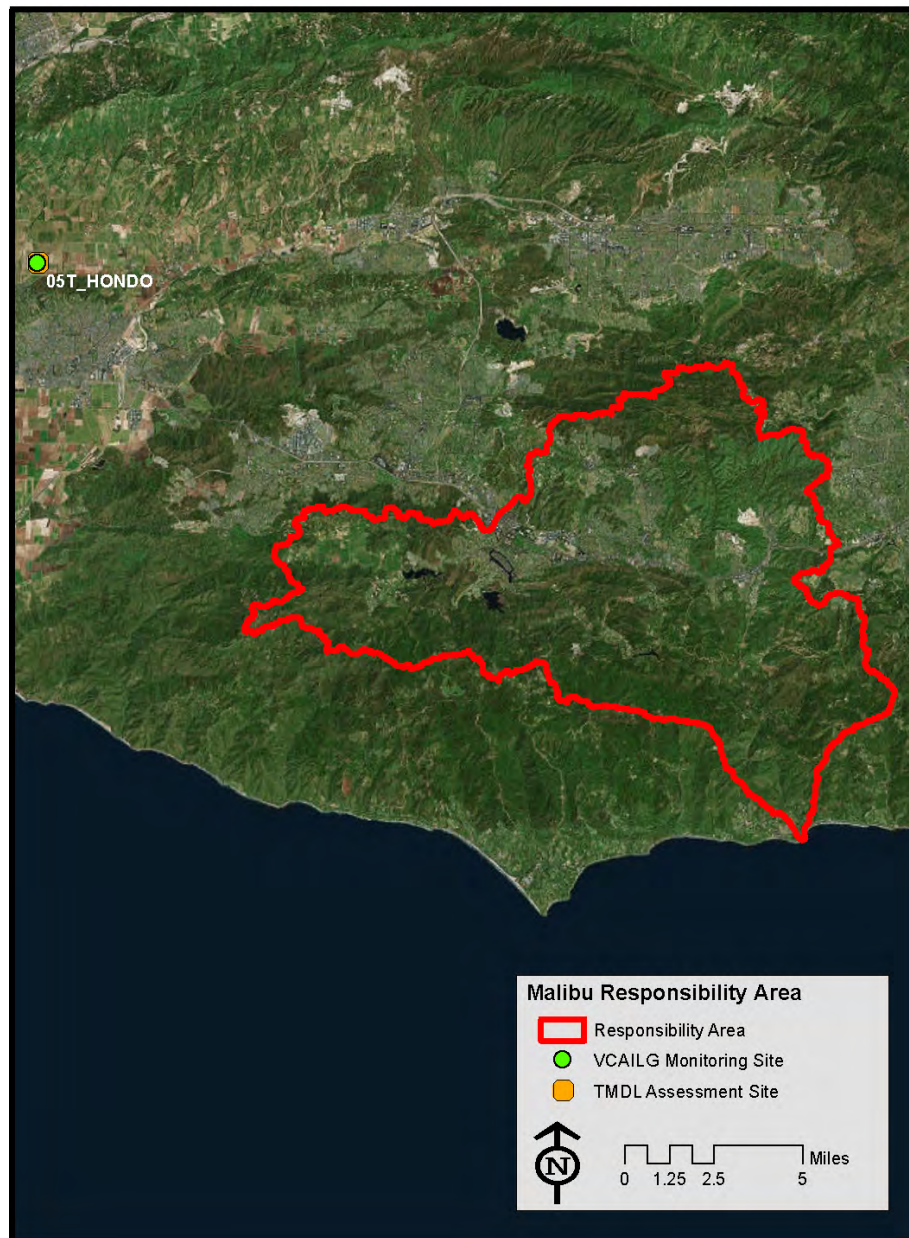 05T_HONDO
Malibu Responsibility Area
Responsibility Area
VCAILG Monitoring Site
TMDL Assessment Site
N
Miles
0 1.25 2.5 5